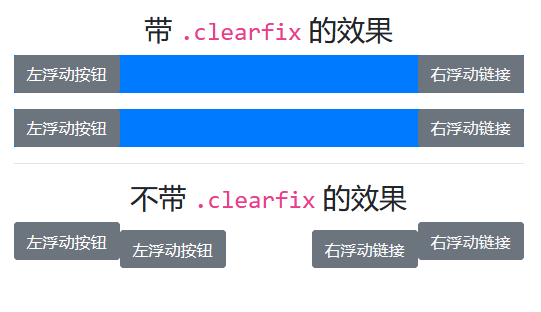 带 .clearfix 的效果
左浮动按钮 右浮动链接
左浮动按钮 右浮动链接
不带 .clearfix 的效果
左浮动按钮 左浮动按钮 右浮动链接 右浮动链接